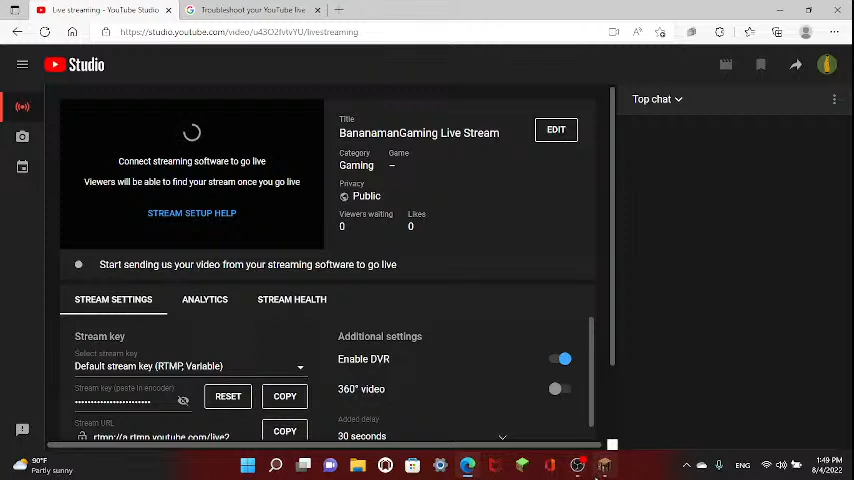 Live streaming - YouTube Studio
Troubleshoot your YouTube live
https://studio.youtube.com/video/u43O2fvtvYU/livestreaming
Studio
Connect streaming software to go live
Viewers will be able to find your stream once you go live
STREAM SETUP HELP
Title
BananamanGaming Live Stream
EDIT
Category
Game
Gaming
–
Privacy
Public
Viewers waiting
Likes
0
0
Top chat
Start sending us your video from your streaming software to go live
STREAM SETTINGS
ANALYTICS
STREAM HEALTH
Stream key
Select stream key
Default stream key (RTMP, Variable)
Stream key (paste in encoder)
••••••••••••••••••••••••
RESET
COPY
Stream URL
rtmp://a.rtmp.youtube.com/live2
COPY
Additional settings
Enable DVR
360° video
Added delay
30 seconds
90°F
Partly sunny
ENG
1:49 PM
8/4/2022